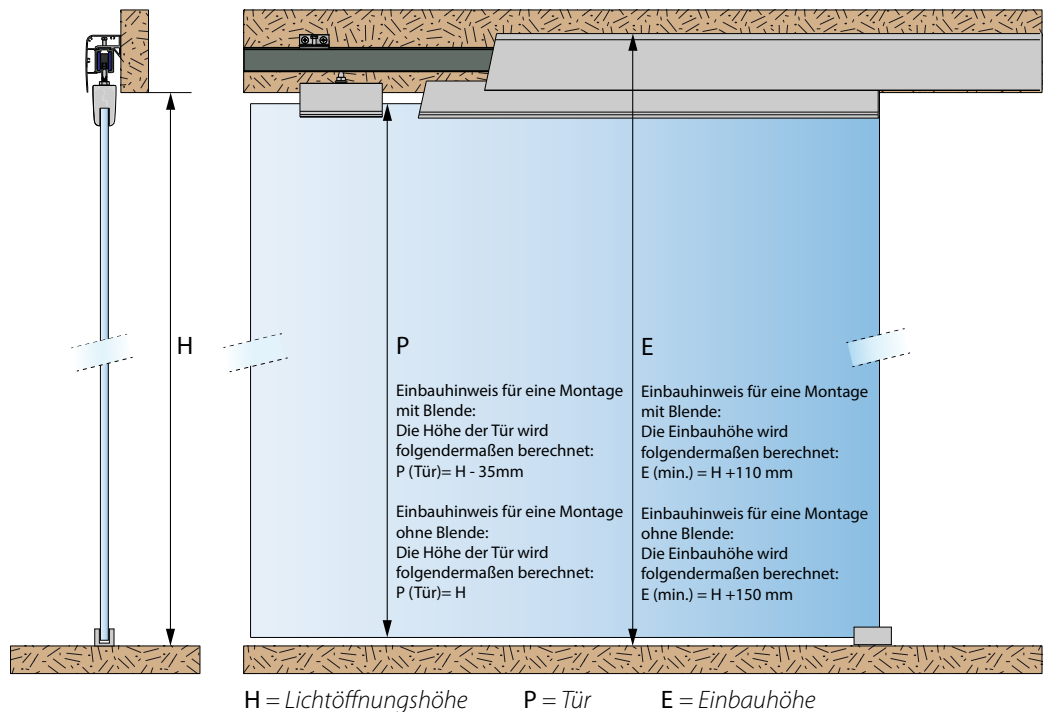 H
P
Einbauhinweis für eine Montage
mit Blende:
Die Höhe der Tür wird
folgendermaßen berechnet:
P (Tür)= H - 35mm
Einbauhinweis für eine Montage
ohne Blende:
Die Höhe der Tür wird
folgendermaßen berechnet:
P (Tür)= H
E
Einbauhinweis für eine Montage
mit Blende:
Die Einbauhöhe wird
folgendermaßen berechnet:
E (min.) = H +110 mm
Einbauhinweis für eine Montage
ohne Blende:
Die Einbauhöhe wird
folgendermaßen berechnet:
E (min.) = H +150 mm
H = Lichtöffnungshöhe P = Tür E = Einbauhöhe